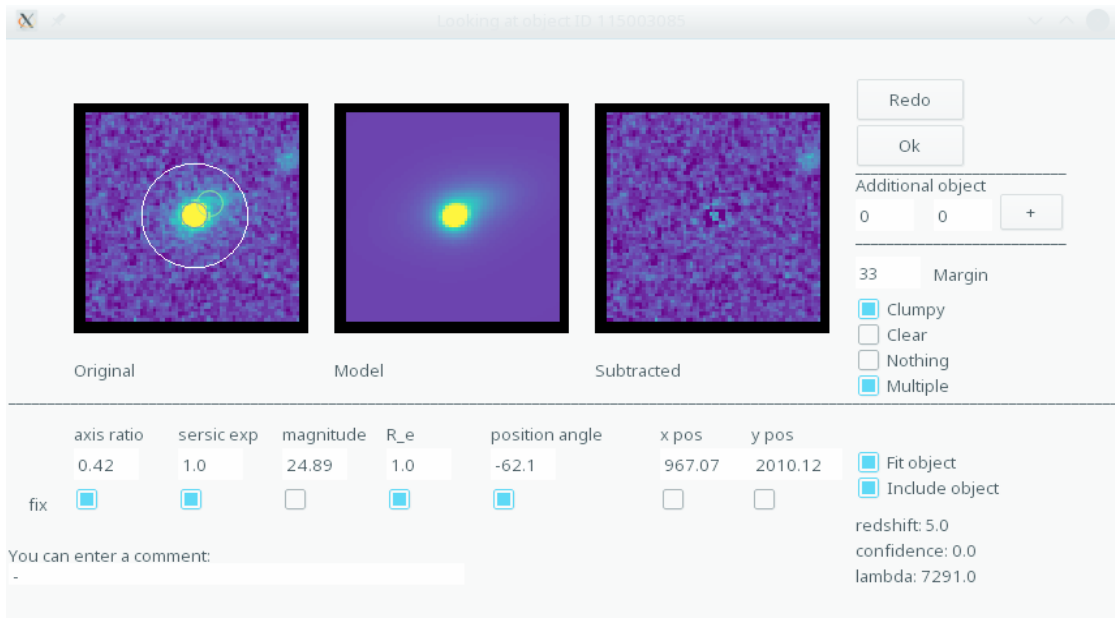 Looking at object ID 115003085
Redo
Ok
Additional object
0 0 +
33 Margin
Clumpy
Clear
Nothing
Multiple
Original Model Subtracted
axis ratio sersic exp magnitude R_e position angle x pos y pos
0.42 1.0 24.89 1.0 -62.1 967.07 2010.12
fix
Fit object
Include object
redshift: 5.0
confidence: 0.0
lambda: 7291.0
You can enter a comment:
-